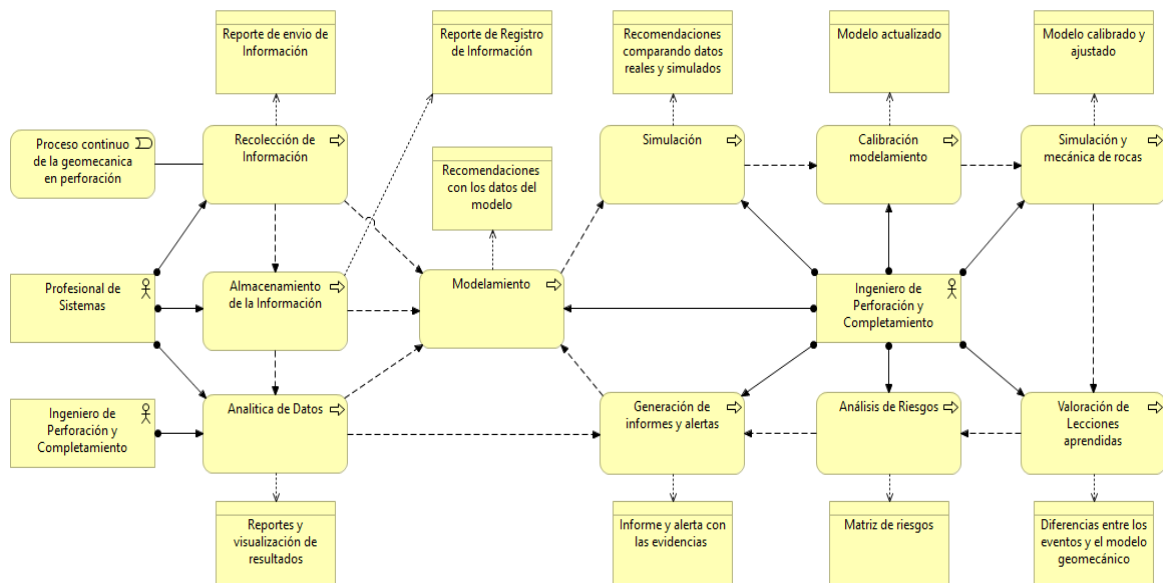 Reporte de envio de
Información
Reporte de Registro
de Información
Recomendaciones
comparando datos
reales y simulados
Modelo actualizado
Modelo calibrado y
ajustado
Proceso continuo
de la geomecanica
en perforación
Recolección de
Información
Recomendaciones
con los datos del
modelo
Simulación
Calibración
modelamiento
Simulación y
mecánica de rocas
Profesional de
Sistemas
Almacenamiento
de la Información
Modelamiento
Ingeniero de
Perforación y
Completamiento
Ingeniero de
Perforación y
Completamiento
Analitica de Datos
Generación de
informes y alertas
Análisis de Riesgos
Valoración de
Lecciones
aprendidas
Reportes y
visualización de
resultados
Informe y alerta con
las evidencias
Matriz de riesgos
Diferencias entre los
eventos y el modelo
geomecánico